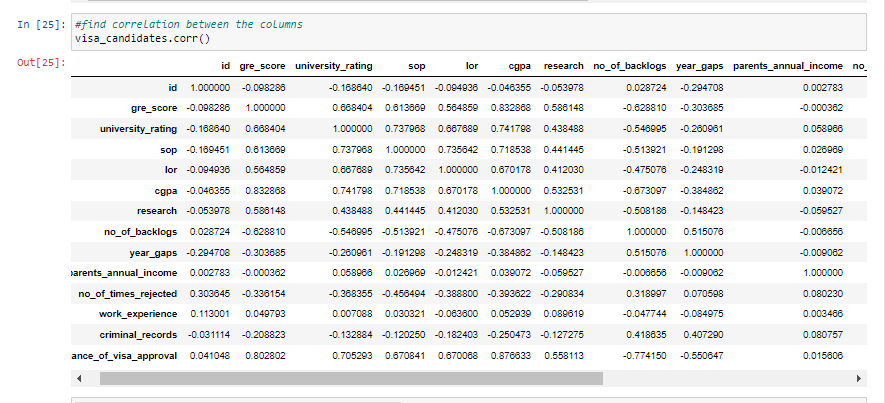 In [25]: #find correlation between the columns
visa_candidates.corr()
Out[25]:
id gre_score university_rating sop lor cgpa research no_of_backlogs year_gaps parents_annual_income no_
id 1.000000 -0.098286 -0.168640 -0.169451 -0.094936 -0.046355 -0.053978 0.028724 -0.294708 0.002783
gre_score -0.098286 1.000000 0.668404 0.613669 0.564859 0.832868 0.586148 -0.628810 -0.303685 -0.000362
university_rating -0.168640 0.668404 1.000000 0.737968 0.667689 0.741798 0.438488 -0.546995 -0.260961 0.058966
sop -0.169451 0.613669 0.737968 1.000000 0.735642 0.718538 0.441445 -0.513921 -0.191298 0.026969
lor -0.094936 0.564859 0.667689 0.735642 1.000000 0.670178 0.412030 -0.475076 -0.248319 -0.012421
cgpa -0.046355 0.832868 0.741798 0.718538 0.670178 1.000000 0.532531 -0.673097 -0.384862 0.039072
research -0.053978 0.586148 0.438488 0.441445 0.412030 0.532531 1.000000 -0.508186 -0.148423 -0.059527
no_of_backlogs 0.028724 -0.628810 -0.546995 -0.513921 -0.475076 -0.673097 -0.508186 1.000000 0.515076 -0.006656
year_gaps -0.294708 -0.303685 -0.260961 -0.191298 -0.248319 -0.384862 -0.148423 0.515076 1.000000 -0.009062
arents_annual_income 0.002783 -0.000362 0.058966 0.026969 -0.012421 0.039072 -0.059527 -0.006656 -0.009062 1.000000
no_of_times_rejected 0.303645 -0.336154 -0.368355 -0.456494 -0.388800 -0.393622 -0.290834 0.318997 0.070598 0.080230
work_experience 0.113001 0.049793 0.007088 0.030321 -0.063600 0.052939 0.089619 -0.047744 -0.084975 0.003466
criminal_records -0.031114 -0.208823 -0.132884 -0.120250 -0.182403 -0.250473 -0.127275 0.418635 0.407290 0.080757
ance_of_visa_approval 0.041048 0.802802 0.705293 0.670841 0.670068 0.876633 0.558113 -0.774150 -0.550647 0.015606